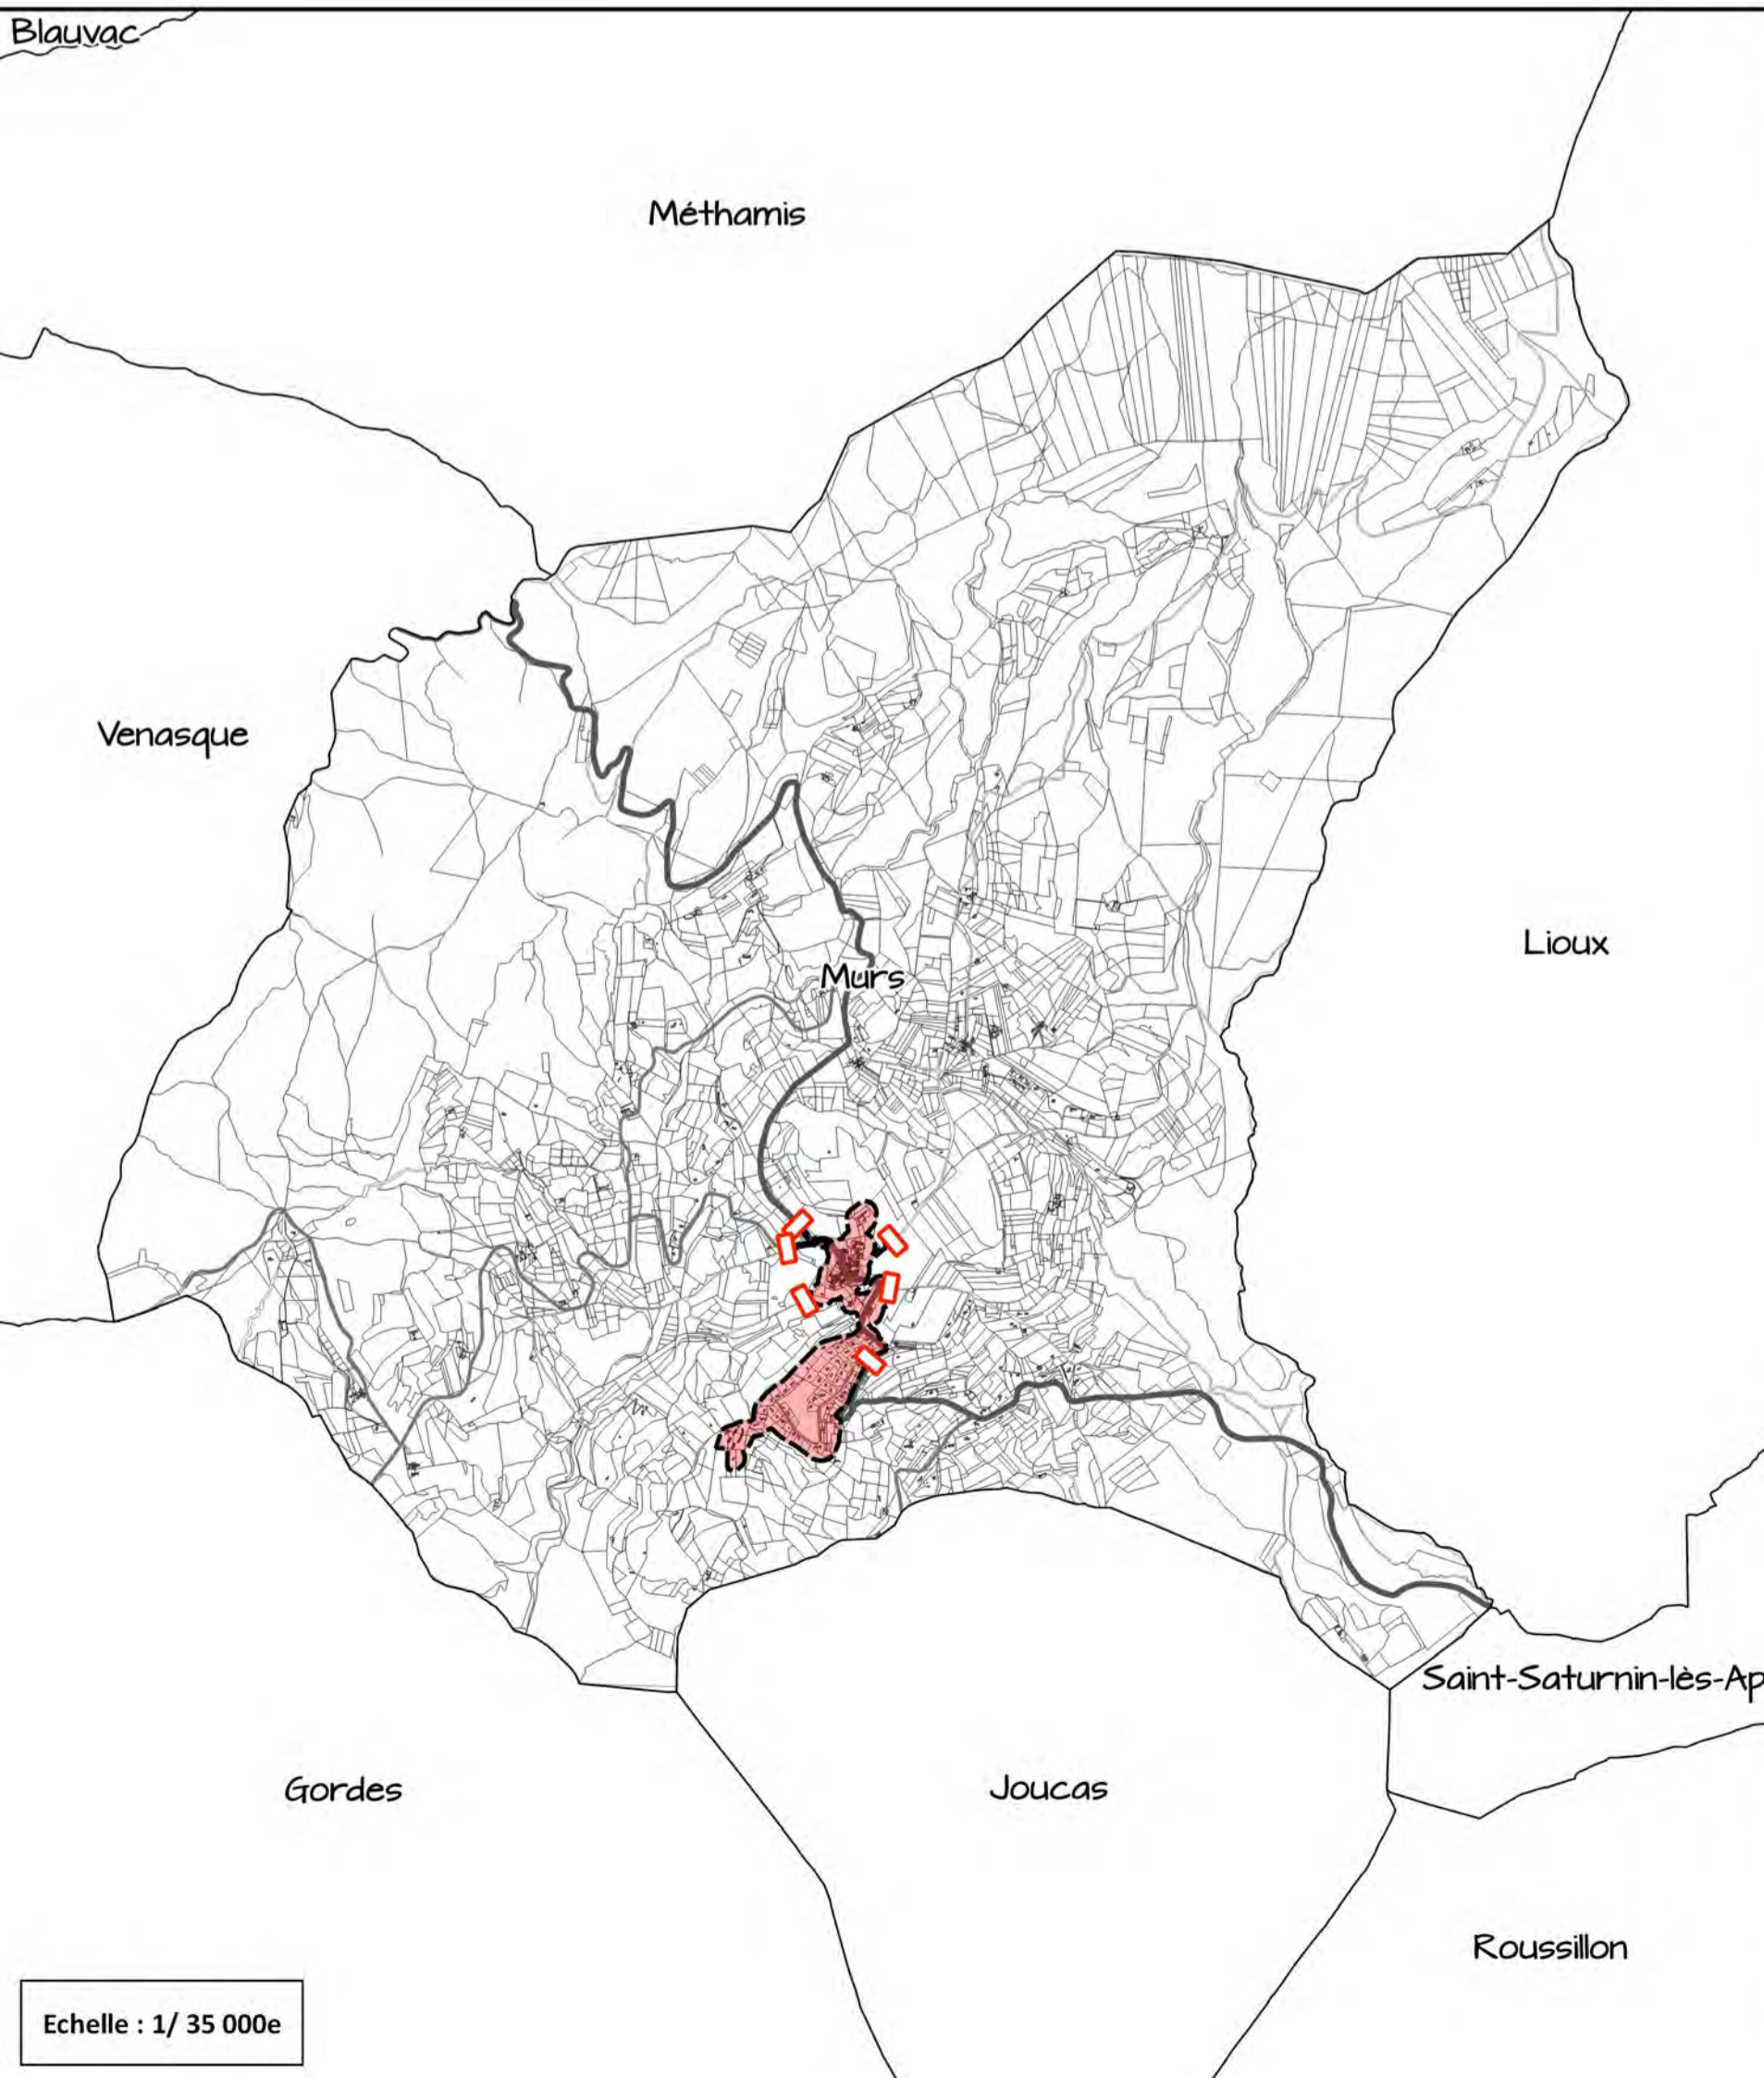 Blauvac
Méthamis
Venasque
Lioux
Murs
Saint-Saturnin-lès-Ap
Gordes
Joucas
Roussillon
Echelle : 1/ 35 000e